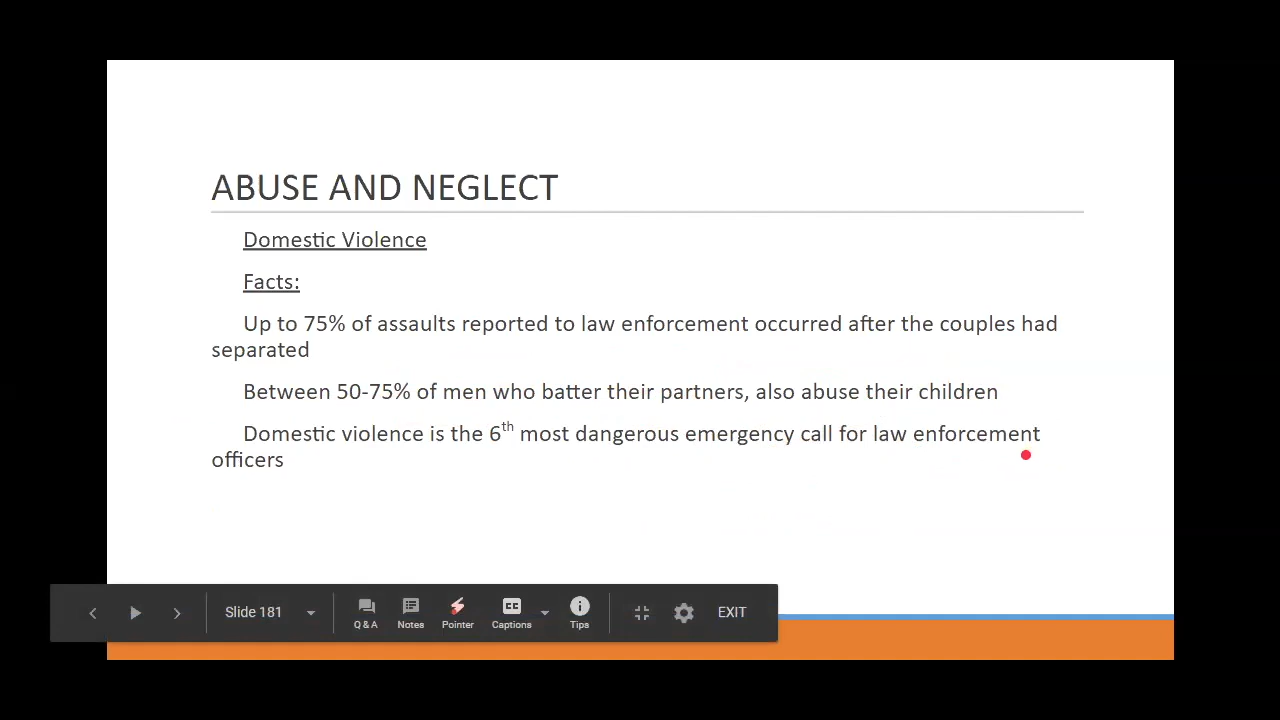 ABUSE AND NEGLECT
Domestic Violence
Facts:
Up to 75% of assaults reported to law enforcement occurred after the couples had
separated
Between 50-75% of men who batter their partners, also abuse their children
Domestic violence is the 6th most dangerous emergency call for law enforcement
officers
Slide 181
Q & A
Notes
Pointer
CC
Captions
Tips
EXIT